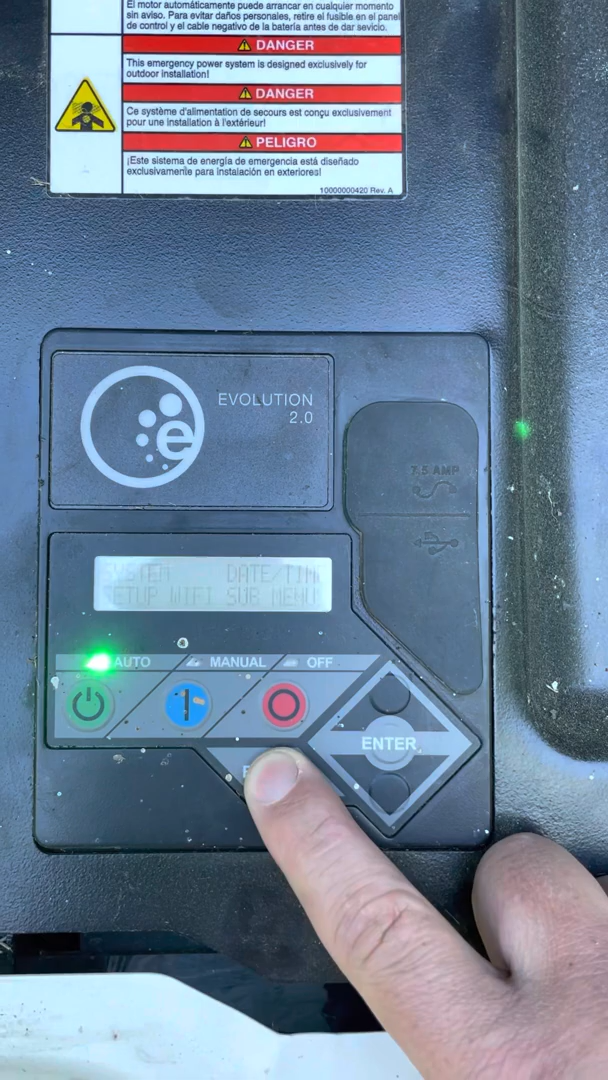 El motor automáticamente puede arrancar en cualquier momento
sin aviso. Para evitar daños personales, retire el fusible en el panel
de control y el cable negativo de la batería antes de dar sevicio.
DANGER
This emergency power system is designed exclusively for
outdoor installation!
DANGER
Ce système d'alimentation de secours est conçu exclusivement
pour une installation à l'extérieur!
PELIGRO
¡Este sistema de energía de emergencia está diseñado
exclusivamente para instalación en exteriores!
10000000420 Rev. A
e
EVOLUTION
2.0
7.5 AMP
SYSTEM DATE/TIME
SETUP WIFI SUB MENU
AUTO MANUAL OFF
1
ENTER